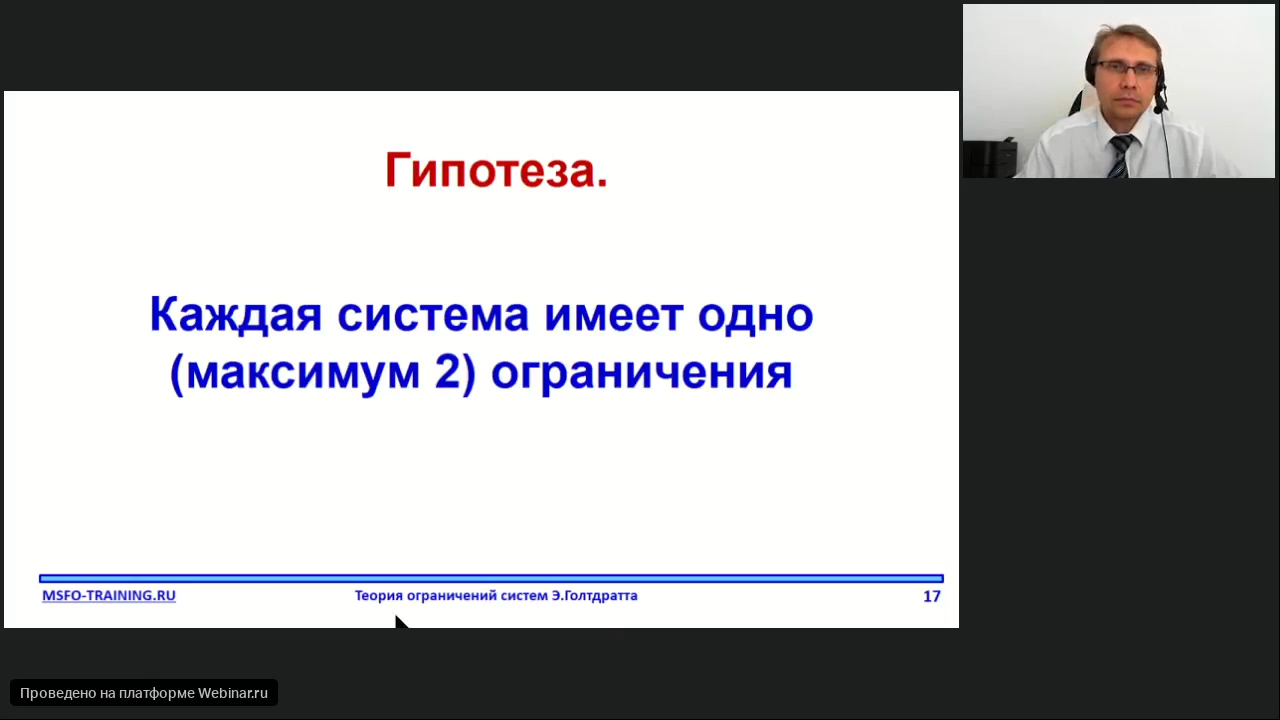 Гипотеза.
Каждая система имеет одно
(максимум 2) ограничения
MSFO-TRAINING.RU Теория ограничений систем Э.Голтдратта 17
Проведено на платформе Webinar.ru